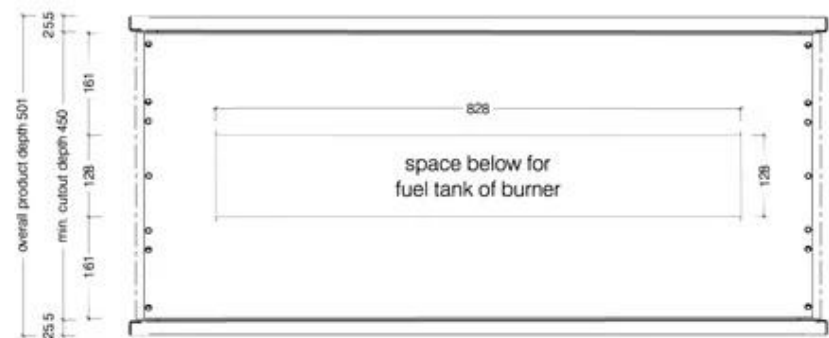 overall product depth 501
25.5
min. cutout depth 450
25.5
161
128
161
828
space below for
fuel tank of burner
128